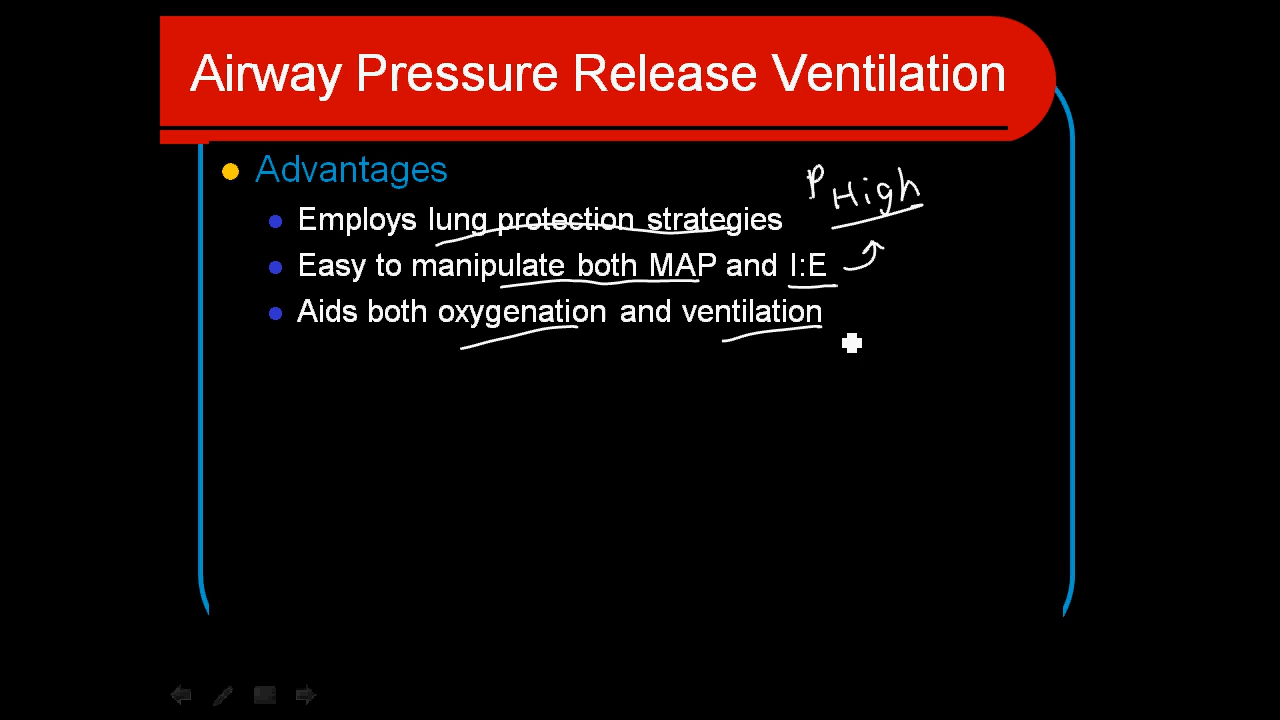 Airway Pressure Release Ventilation
Advantages
P High
Employs lung protection strategies
Easy to manipulate both MAP and I:E
Aids both oxygenation and ventilation